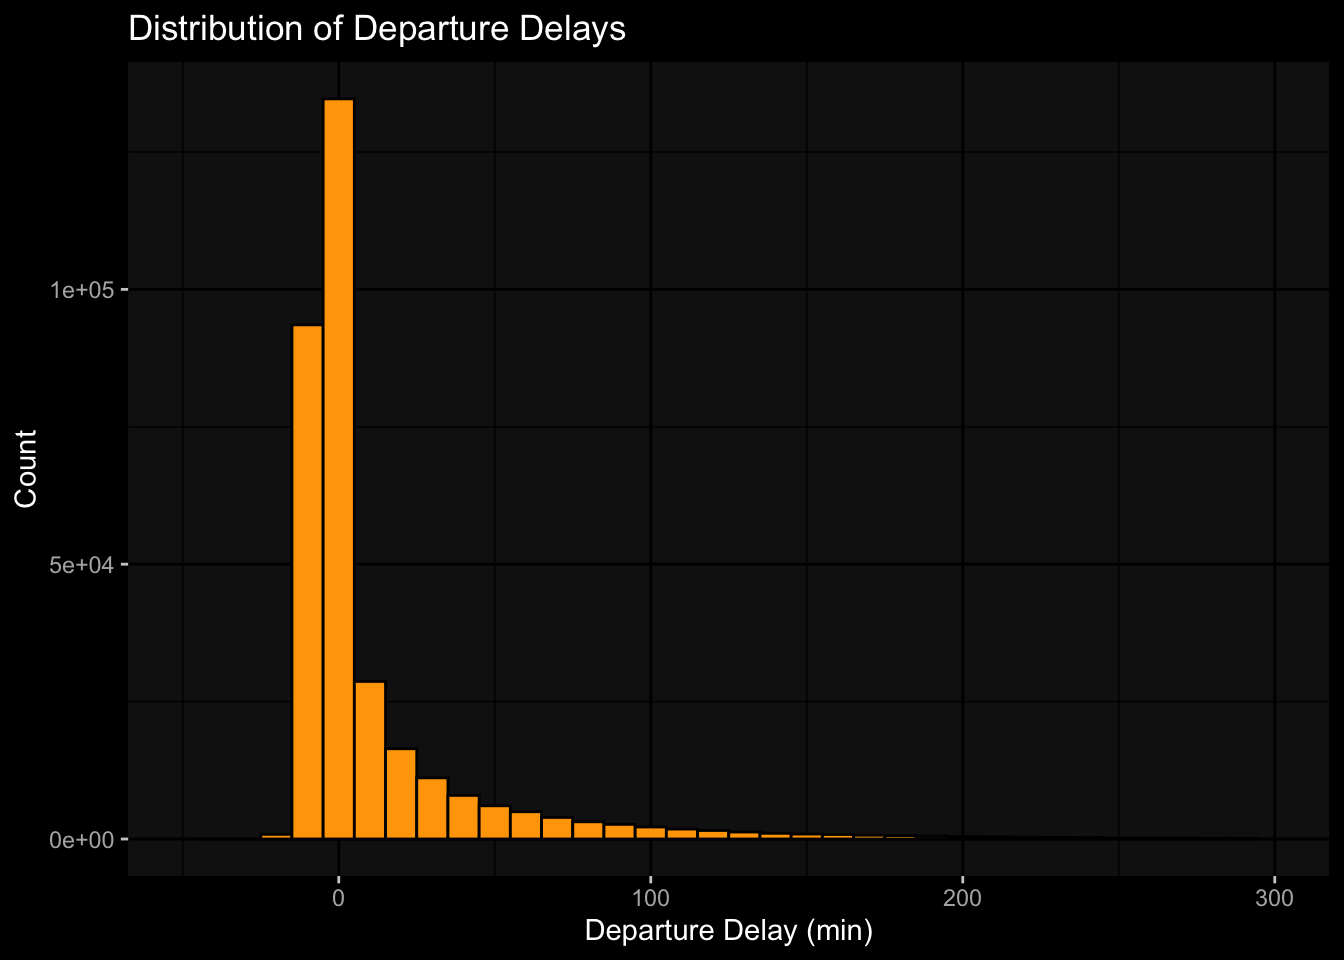 Distribution of Departure Delays
1e+05
5e+04
0e+00
Count
0 100 200 300
Departure Delay (min)